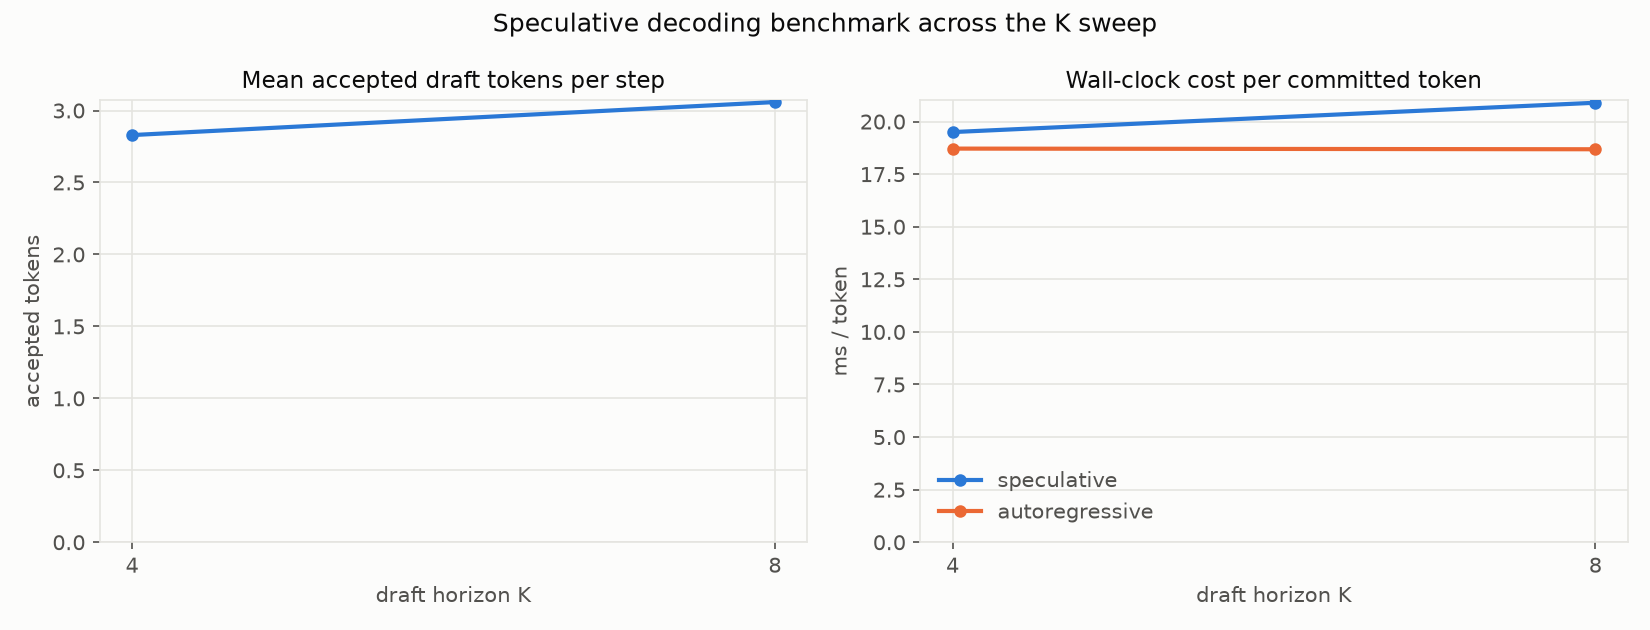 Speculative decoding benchmark across the K sweep
Mean accepted draft tokens per step
3.0
2.5
2.0
1.5
1.0
0.5
0.0
accepted tokens
4
8
draft horizon K
Wall-clock cost per committed token
20.0
17.5
15.0
12.5
10.0
7.5
5.0
2.5
0.0
ms / token
speculative
autoregressive
4
8
draft horizon K